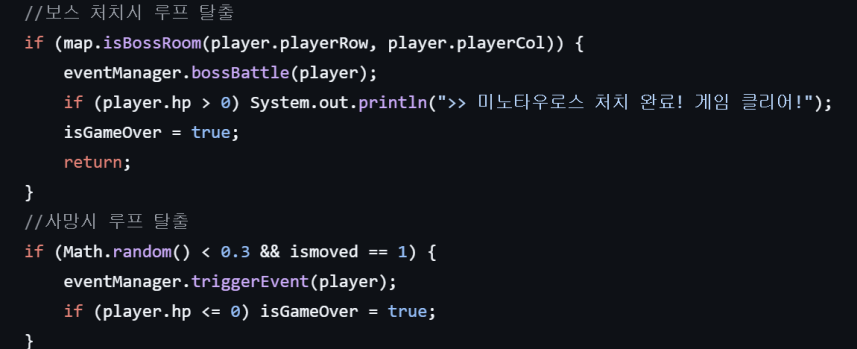 //보스 처치시 루프 탈출
if (map.isBossRoom(player.playerRow, player.playerCol)) {
    eventManager.bossBattle(player);
    if (player.hp > 0) System.out.println(">> 미노타우로스 처치 완료! 게임 클리어!");
    isGameOver = true;
    return;
}
//사망시 루프 탈출
if (Math.random() < 0.3 && ismoved == 1) {
    eventManager.triggerEvent(player);
    if (player.hp <= 0) isGameOver = true;
}